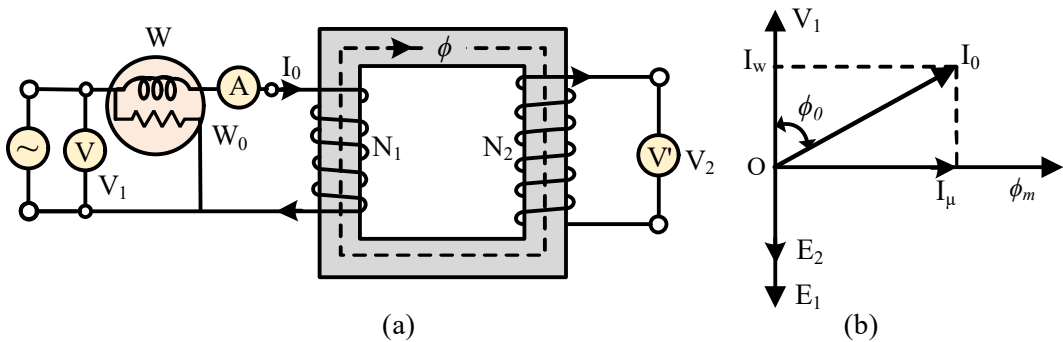 W
I₀
ϕ
A
W₀
V
V₁
N₁
N₂
V'
V₂
~
(a)
V₁
I_w
I₀
ϕ₀
O
I_μ
ϕ_m
E₂
E₁
(b)